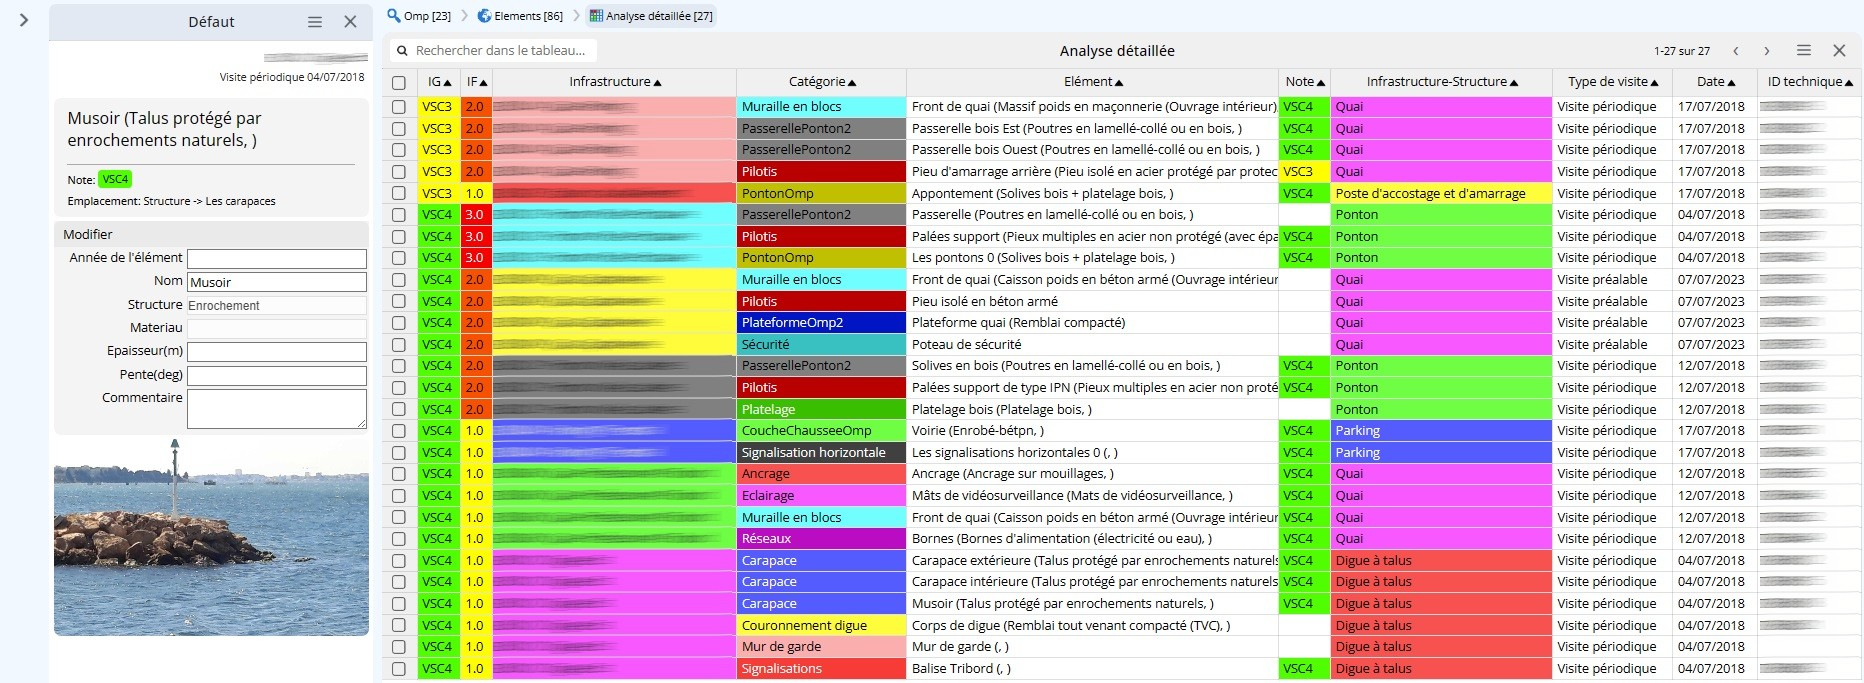 Défaut
Visite périodique 04/07/2018
Musoir (Talus protégé par
enrochements naturels, )
Note: VSC4
Emplacement: Structure -> Les carapaces
Modifier
Année de l'élément
Nom Musoir
Structure Enrochement
Materiau
Epaisseur(m)
Pente(deg)
Commentaire
Omp [23] Elements [86] Analyse détaillée [27]
Rechercher dans le tableau... Analyse détaillée 1-27 sur 27
IG▲ IF▲ Infrastructure▲ Catégorie▲ Elément▲ Note▲ Infrastructure-Structure▲ Type de visite▲ Date▲ ID technique▲
VSC3 2.0 Muraille en blocs Front de quai (Massif poids en maçonnerie (Ouvrage intérieur) VSC4 Quai Visite périodique 17/07/2018
VSC3 2.0 PasserellePonton2 Passerelle bois Est (Poutres en lamellé-collé ou en bois, ) VSC4 Quai Visite périodique 17/07/2018
VSC3 2.0 PasserellePonton2 Passerelle bois Ouest (Poutres en lamellé-collé ou en bois, ) VSC4 Quai Visite périodique 17/07/2018
VSC3 2.0 Pilotis Pieu d'amarrage arrière (Pieu isolé en acier protégé par protec VSC3 Quai Visite périodique 17/07/2018
VSC3 1.0 PontonOmp Appontement (Solives bois + platelage bois, ) VSC4 Poste d'accostage et d'amarrage Visite périodique 17/07/2018
VSC4 3.0 PasserellePonton2 Passerelle (Poutres en lamellé-collé ou en bois, ) Ponton Visite périodique 04/07/2018
VSC4 3.0 Pilotis Palées support (Pieux multiples en acier non protégé (avec épa VSC4 Ponton Visite périodique 04/07/2018
VSC4 3.0 PontonOmp Les pontons 0 (Solives bois + platelage bois, ) VSC4 Ponton Visite périodique 04/07/2018
VSC4 2.0 Muraille en blocs Front de quai (Caisson poids en béton armé (Ouvrage intérieur Quai Visite préalable 07/07/2023
VSC4 2.0 Pilotis Pieu isolé en béton armé Quai Visite préalable 07/07/2023
VSC4 2.0 PlateformeOmp2 Plateforme quai (Remblai compacté) Quai Visite préalable 07/07/2023
VSC4 2.0 Sécurité Poteau de sécurité Quai Visite préalable 07/07/2023
VSC4 2.0 PasserellePonton2 Solives en bois (Poutres en lamellé-collé ou en bois, ) VSC4 Ponton Visite périodique 12/07/2018
VSC4 2.0 Pilotis Palées support de type IPN (Pieux multiples en acier non proté VSC4 Ponton Visite périodique 12/07/2018
VSC4 2.0 Platelage Platelage bois (Platelage bois, ) Ponton Visite périodique 12/07/2018
VSC4 1.0 CoucheChausseeOmp Voirie (Enrobé-bétpn, ) VSC4 Parking Visite périodique 17/07/2018
VSC4 1.0 Signalisation horizontale Les signalisations horizontales 0 (, ) VSC4 Parking Visite périodique 17/07/2018
VSC4 1.0 Ancrage Ancrage (Ancrage sur mouillages, ) VSC4 Quai Visite périodique 12/07/2018
VSC4 1.0 Eclairage Mâts de vidéosurveillance (Mats de vidéosurveillance, ) VSC4 Quai Visite périodique 12/07/2018
VSC4 1.0 Muraille en blocs Front de quai (Caisson poids en béton armé (Ouvrage intérieur VSC4 Quai Visite périodique 12/07/2018
VSC4 1.0 Réseaux Bornes (Bornes d'alimentation (électricité ou eau), ) VSC4 Quai Visite périodique 12/07/2018
VSC4 1.0 Carapace Carapace extérieure (Talus protégé par enrochements naturels VSC4 Digue à talus Visite périodique 04/07/2018
VSC4 1.0 Carapace Carapace intérieure (Talus protégé par enrochements naturels VSC4 Digue à talus Visite périodique 04/07/2018
VSC4 1.0 Carapace Musoir (Talus protégé par enrochements naturels, ) VSC4 Digue à talus Visite périodique 04/07/2018
VSC4 1.0 Couronnement digue Corps de digue (Remblai tout venant compacté (TVC), ) Digue à talus Visite périodique 04/07/2018
VSC4 1.0 Mur de garde Mur de garde (, ) Digue à talus Visite périodique 04/07/2018
VSC4 1.0 Signalisations Balise Tribord (, ) VSC4 Digue à talus Visite périodique 04/07/2018